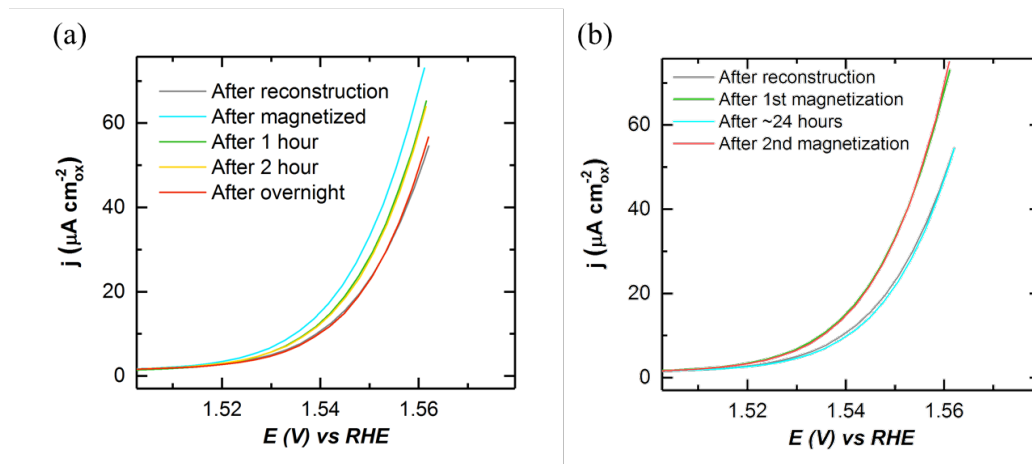 (a)
60
40
20
0
j (µA cm⁻²ₒₓ)
After reconstruction
After magnetized
After 1 hour
After 2 hour
After overnight
1.52 1.54 1.56
E (V) vs RHE
(b)
60
40
20
0
j (µA cm⁻²ₒₓ)
After reconstruction
After 1st magnetization
After ~24 hours
After 2nd magnetization
1.52 1.54 1.56
E (V) vs RHE